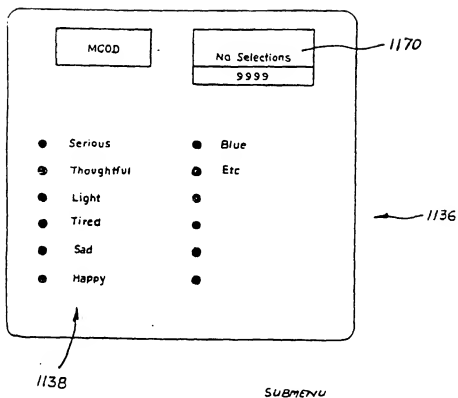 MOOD
No Selections
9999
1170
Serious
Blue
Thoughtful
Etc
Light
Tired
Sad
Happy
1136
1138
SUBMENU